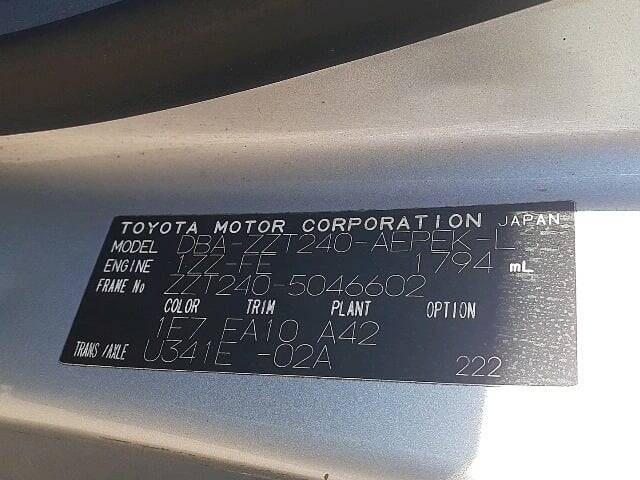 TOYOTA MOTOR CORPORATION JAPAN
MODEL DBA-ZZT240-AEPEK-L
ENGINE 1ZZ-FE 1794 mL
FRAME No ZZT240-5046602
COLOR TRIM PLANT OPTION
1E7 EA10 A42
TRANS/AXLE U341E -02A 222